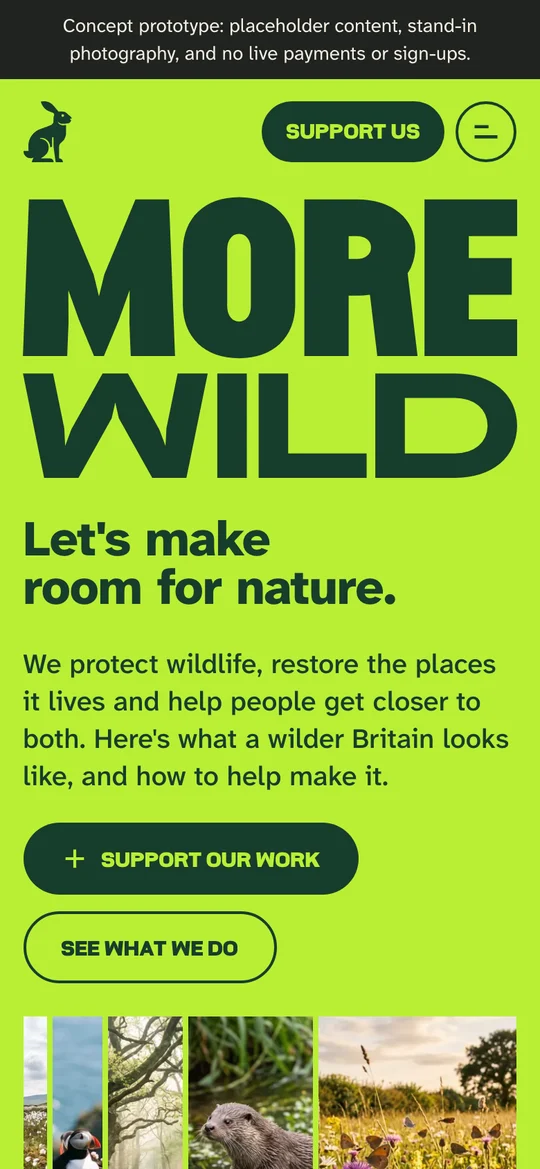 Concept prototype: placeholder content, stand-in
photography, and no live payments or sign-ups.
SUPPORT US
MORE
WILD
Let's make
room for nature.
We protect wildlife, restore the places
it lives and help people get closer to
both. Here's what a wilder Britain looks
like, and how to help make it.
+ SUPPORT OUR WORK
SEE WHAT WE DO